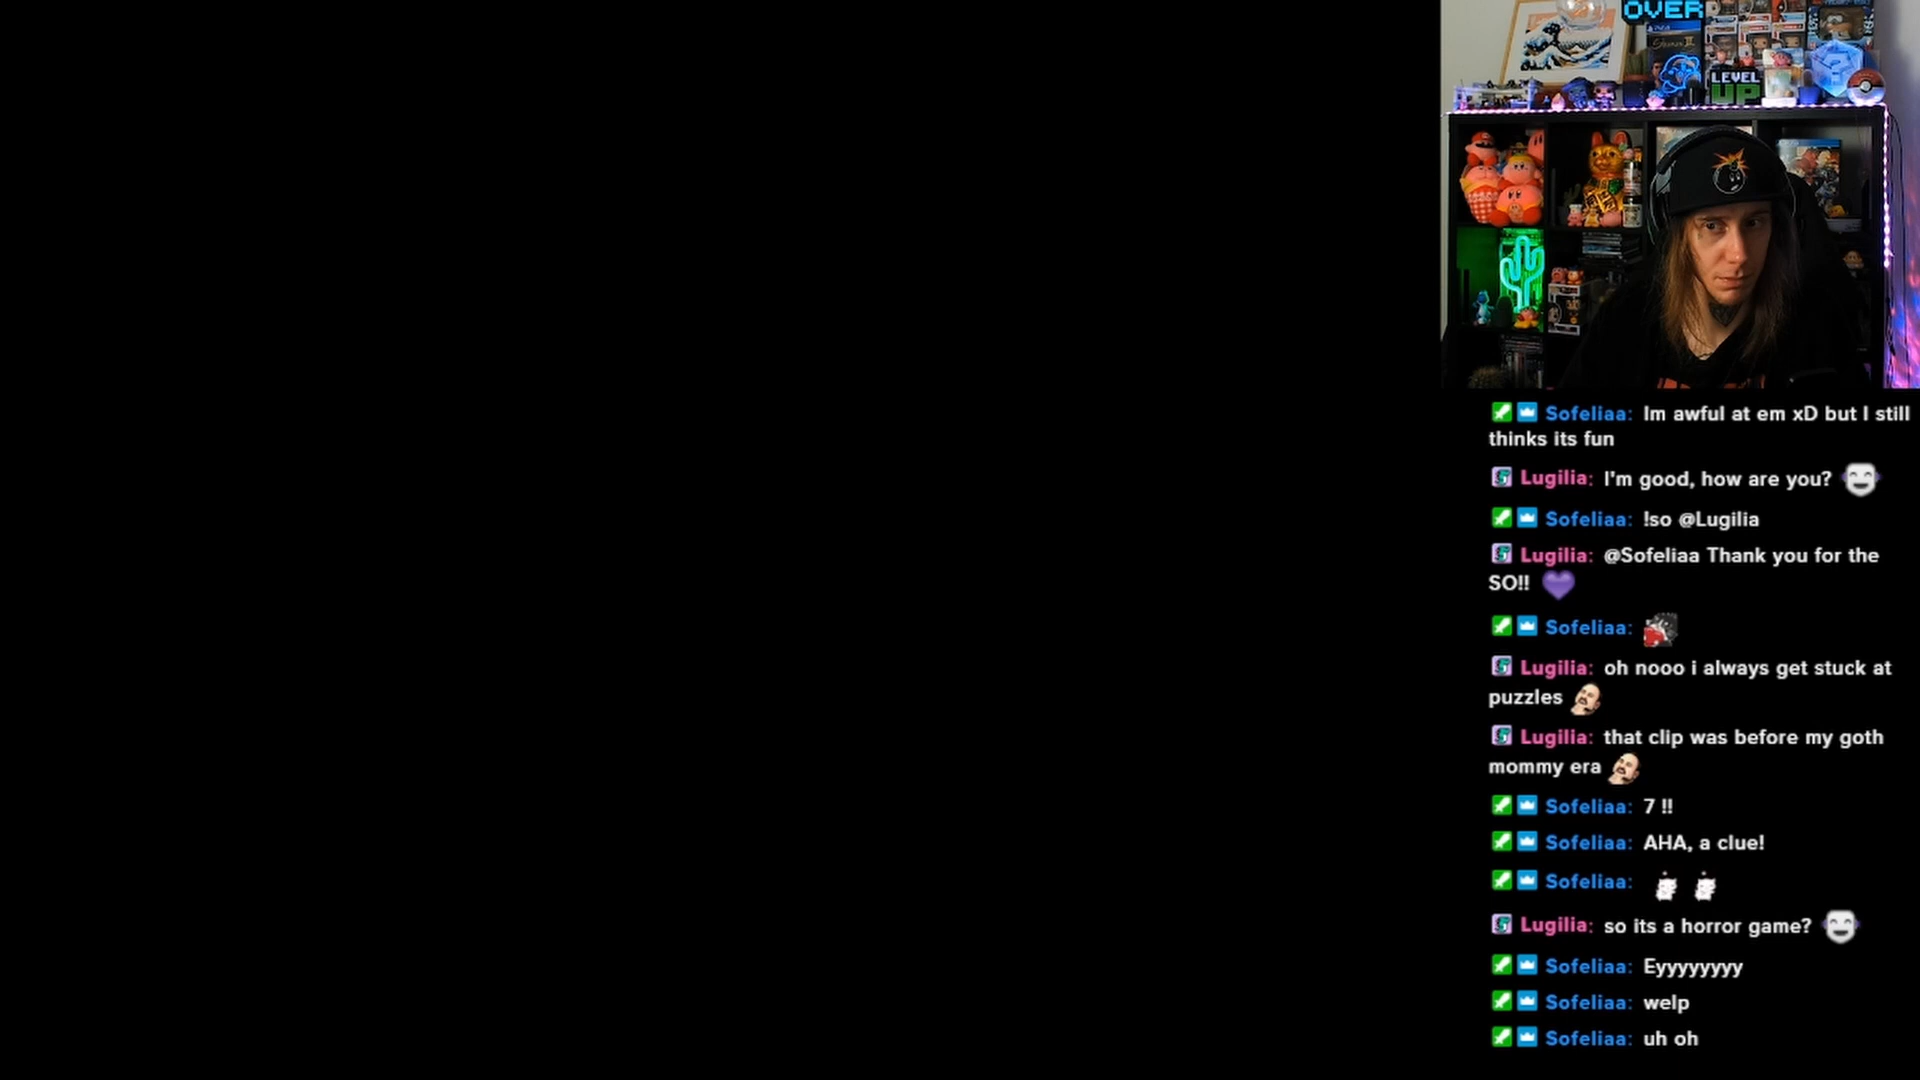 OVER
LEVEL
UP
Sofeliaa: Im awful at em xD but I still
thinks its fun
Lugilia: I'm good, how are you?
Sofeliaa: !so @Lugilia
Lugilia: @Sofeliaa Thank you for the
SO!!
Sofeliaa:
Lugilia: oh nooo i always get stuck at
puzzles
Lugilia: that clip was before my goth
mommy era
Sofeliaa: 7 !!
Sofeliaa: AHA, a clue!
Sofeliaa:
Lugilia: so its a horror game?
Sofeliaa: Eyyyyyyyy
Sofeliaa: welp
Sofeliaa: uh oh